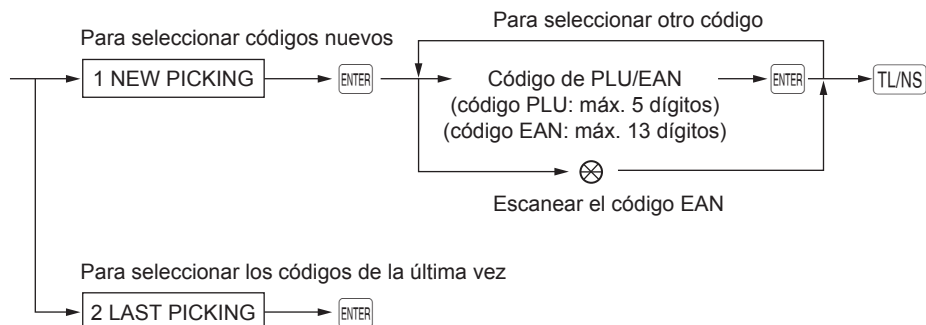 Para seleccionar otro código
Para seleccionar códigos nuevos
1 NEW PICKING
ENTER
Código de PLU/EAN
ENTER
TL/NS
(código PLU: máx. 5 dígitos)
(código EAN: máx. 13 dígitos)
Escanear el código EAN
Para seleccionar los códigos de la última vez
2 LAST PICKING
ENTER